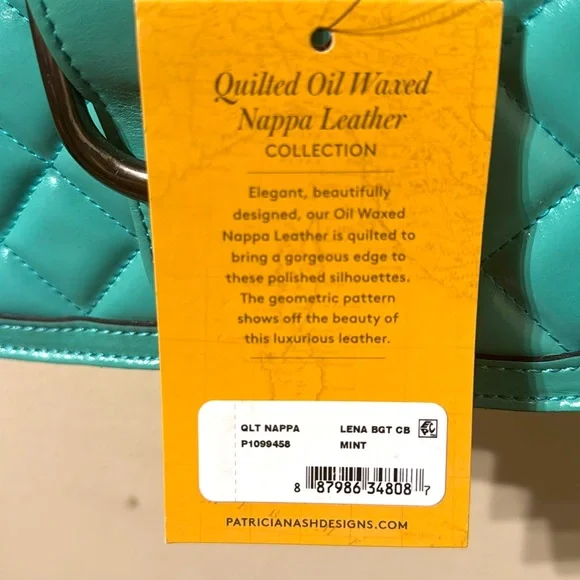 Quilted Oil Waxed
Nappa Leather
COLLECTION
Elegant, beautifully
designed, our Oil Waxed
Nappa Leather is quilted to
bring a gorgeous edge to
these polished silhouettes.
The geometric pattern
shows off the beauty of
this luxurious leather.
QLT NAPPA LENA BGT CB
P1099458 MINT
8 87986 34808 7
PATRICIANASHDESIGNS.COM